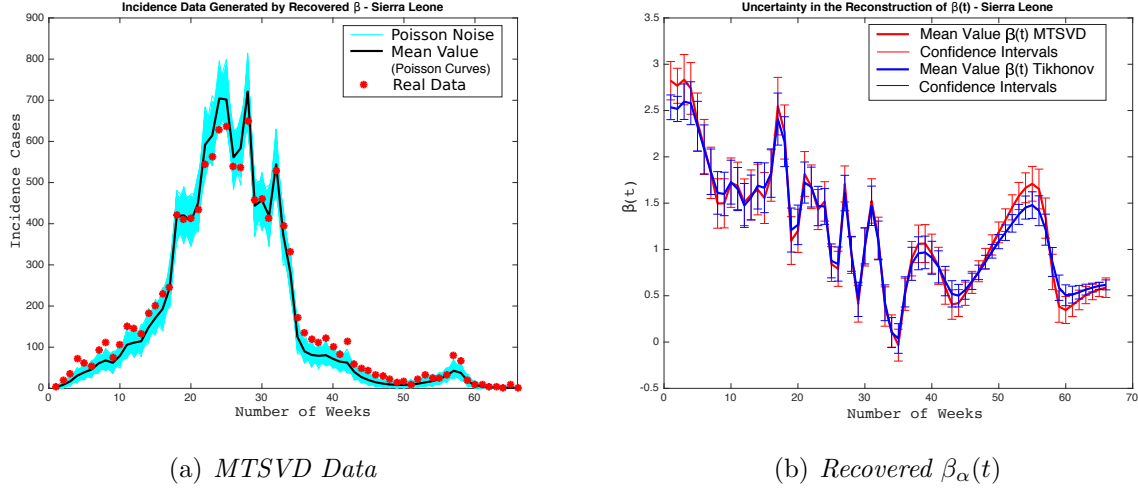 Incidence Data Generated by Recovered β - Sierra Leone
900
800
700
600
500
400
300
200
100
0
Incidence Cases
Poisson Noise
Mean Value
(Poisson Curves)
Real Data
0
10
20
30
40
50
60
Number of Weeks
(a) MTSVD Data
Uncertainty in the Reconstruction of β(t) - Sierra Leone
3.5
3
2.5
2
1.5
1
0.5
0
-0.5
β(t)
Mean Value β(t) MTSVD
Confidence Intervals
Mean Value β(t) Tikhonov
Confidence Intervals
0
10
20
30
40
50
60
70
Number of Weeks
(b) Recovered βα(t)